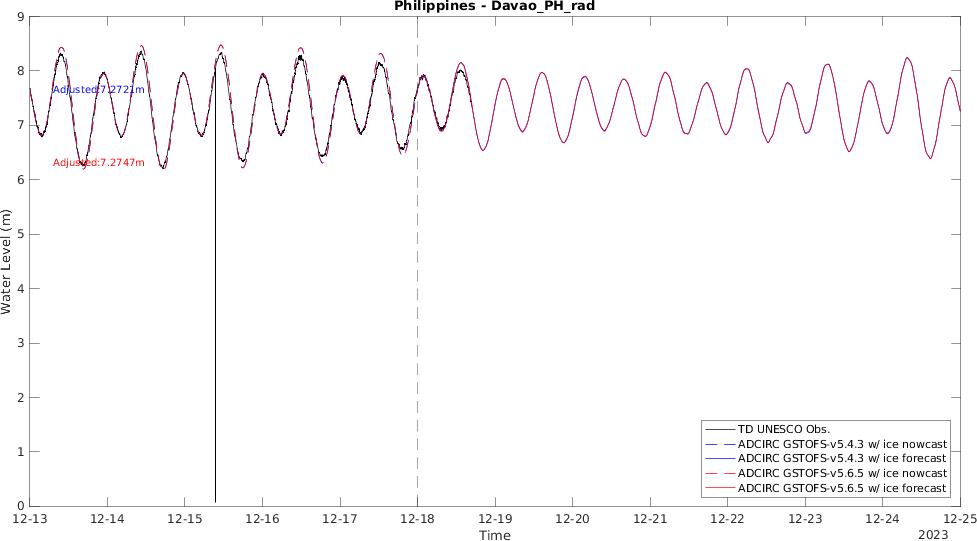 Philippines - Davao_PH_rad
9
8
7
6
5
4
3
2
1
0
Water Level (m)
Adjusted:7.2721m
Adjusted:7.2747m
TD UNESCO Obs.
ADCIRC GSTOFS-v5.4.3 w/ ice nowcast
ADCIRC GSTOFS-v5.4.3 w/ ice forecast
ADCIRC GSTOFS-v5.6.5 w/ ice nowcast
ADCIRC GSTOFS-v5.6.5 w/ ice forecast
12-13 12-14 12-15 12-16 12-17 12-18 12-19 12-20 12-21 12-22 12-23 12-24 12-25
Time
2023